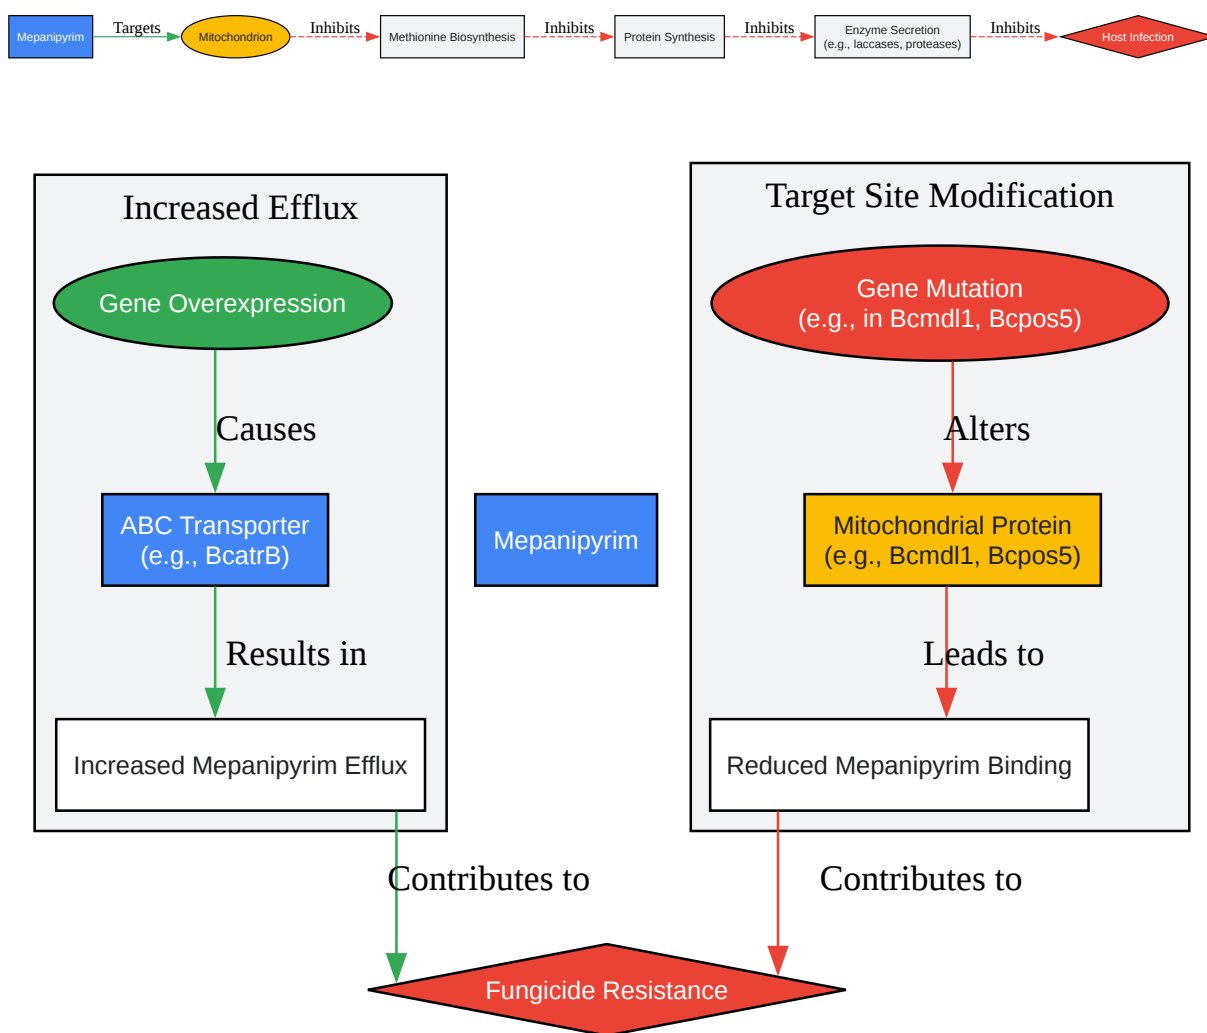 Mepanipyrim
Targets
Mitochondrion
Inhibits
Methionine Biosynthesis
Inhibits
Protein Synthesis
Inhibits
Enzyme Secretion
(e.g., laccases, proteases)
Inhibits
Host Infection
Increased Efflux
Gene Overexpression
Causes
ABC Transporter
(e.g., BcatrB)
Results in
Increased Mepanipyrim Efflux
Contributes to
Mepanipyrim
Target Site Modification
Gene Mutation
(e.g., in Bcmdl1, Bcpos5)
Alters
Mitochondrial Protein
(e.g., Bcmdl1, Bcpos5)
Leads to
Reduced Mepanipyrim Binding
Contributes to
Fungicide Resistance